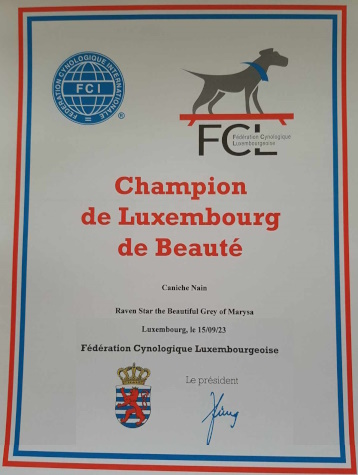 FÉDÉRATION CYNOLOGIQUE INTERNATIONALE
FCI
®
FCL
Fédération Cynologique
Luxembourgeoise
Champion
de Luxembourg
de Beauté
Caniche Nain
Raven Star the Beautiful Grey of Marysa
Luxembourg, le 15/09/23
Fédération Cynologique Luxembourgeoise
Le président